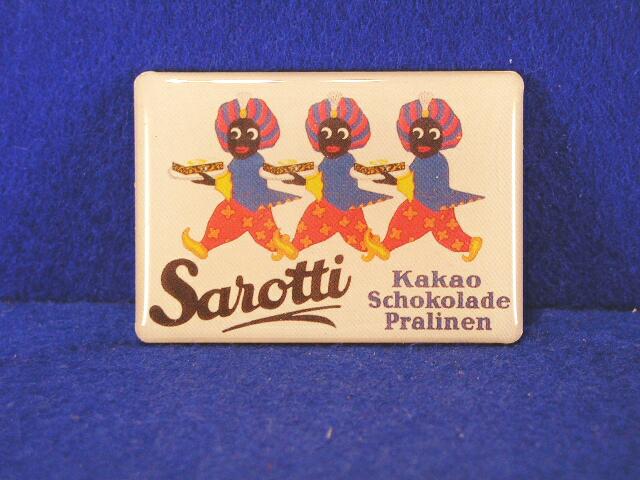 Sarotti
Kakao
Schokolade
Pralinen